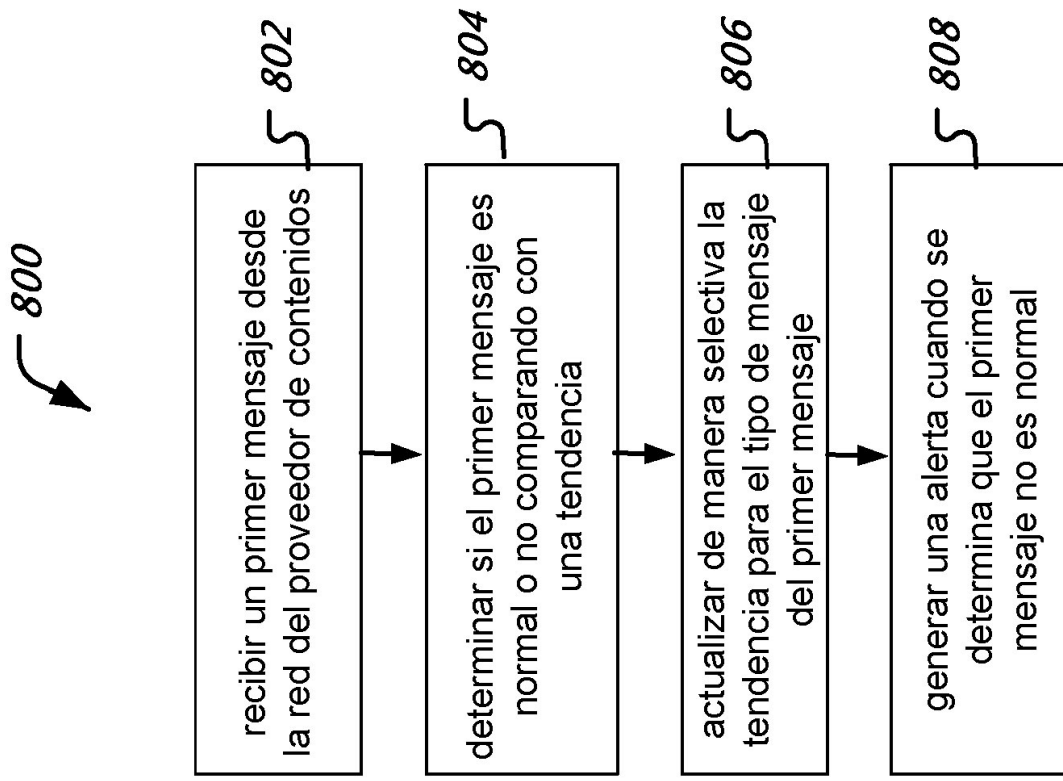 800
802
recibir un primer mensaje desde
la red del proveedor de contenidos
804
determinar si el primer mensaje es
normal o no comparando con
una tendencia
806
actualizar de manera selectiva la
tendencia para el tipo de mensaje
del primer mensaje
808
generar una alerta cuando se
determina que el primer
mensaje no es normal